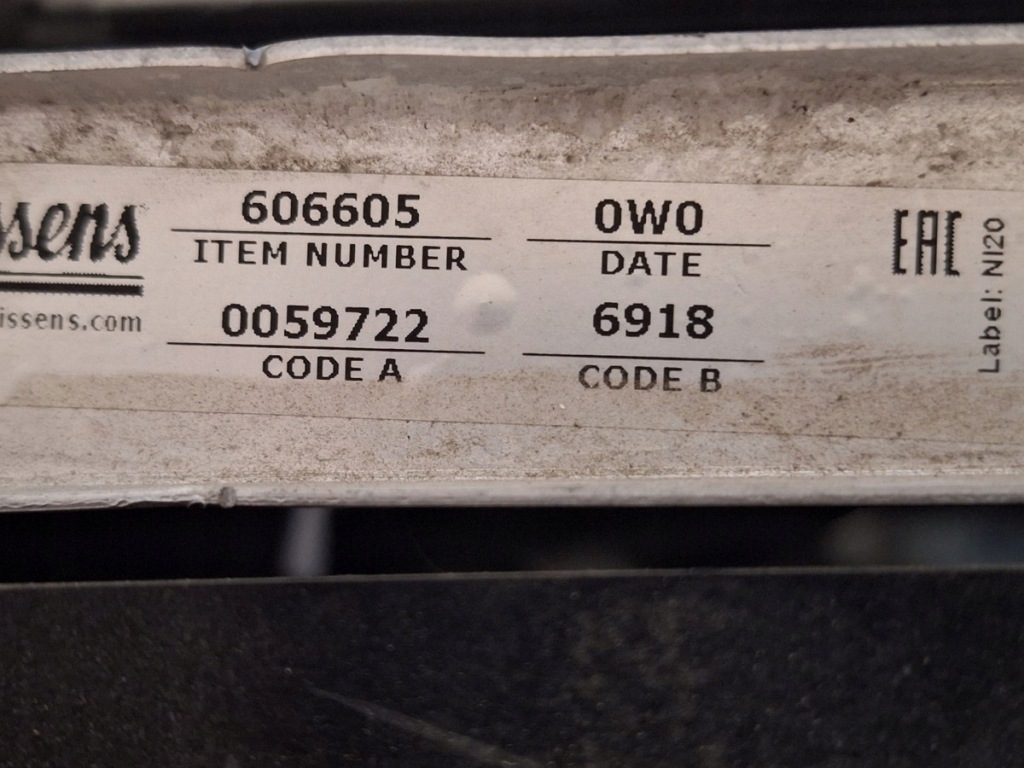 ssens
606605
ITEM NUMBER
0W0
DATE
EAC
issens.com
0059722
CODE A
6918
CODE B
Label: NI20